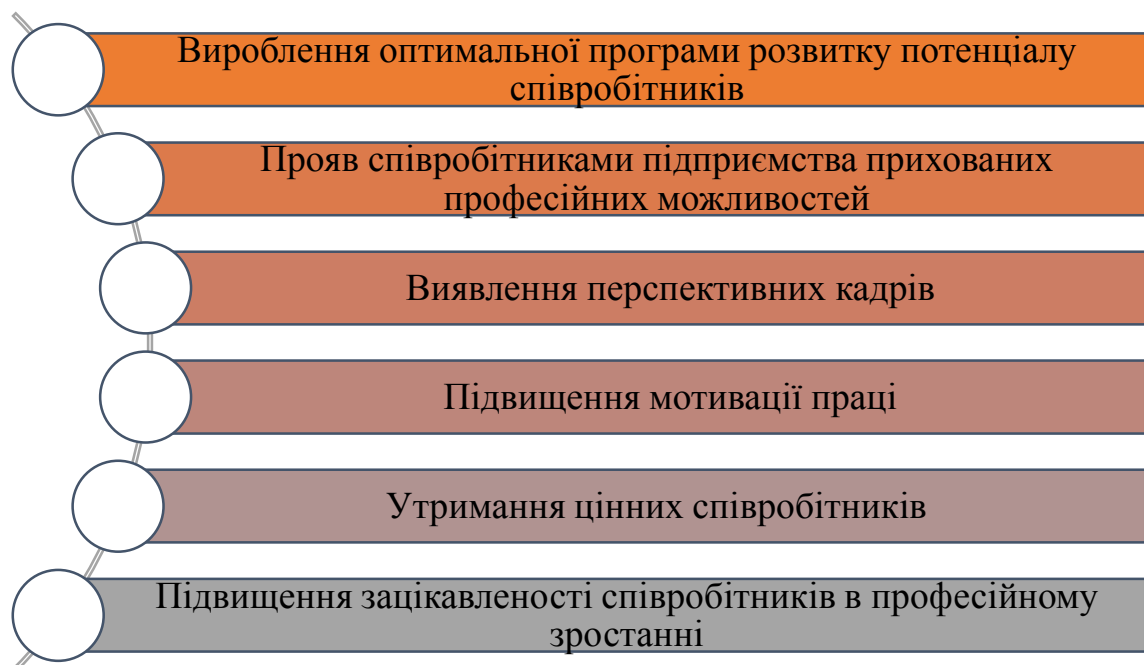 Вироблення оптимальної програми розвитку потенціалу
співробітників
Прояв співробітниками підприємства прихованих
професійних можливостей
Виявлення перспективних кадрів
Підвищення мотивації праці
Утримання цінних співробітників
Підвищення зацікавленості співробітників в професійному
зростанні